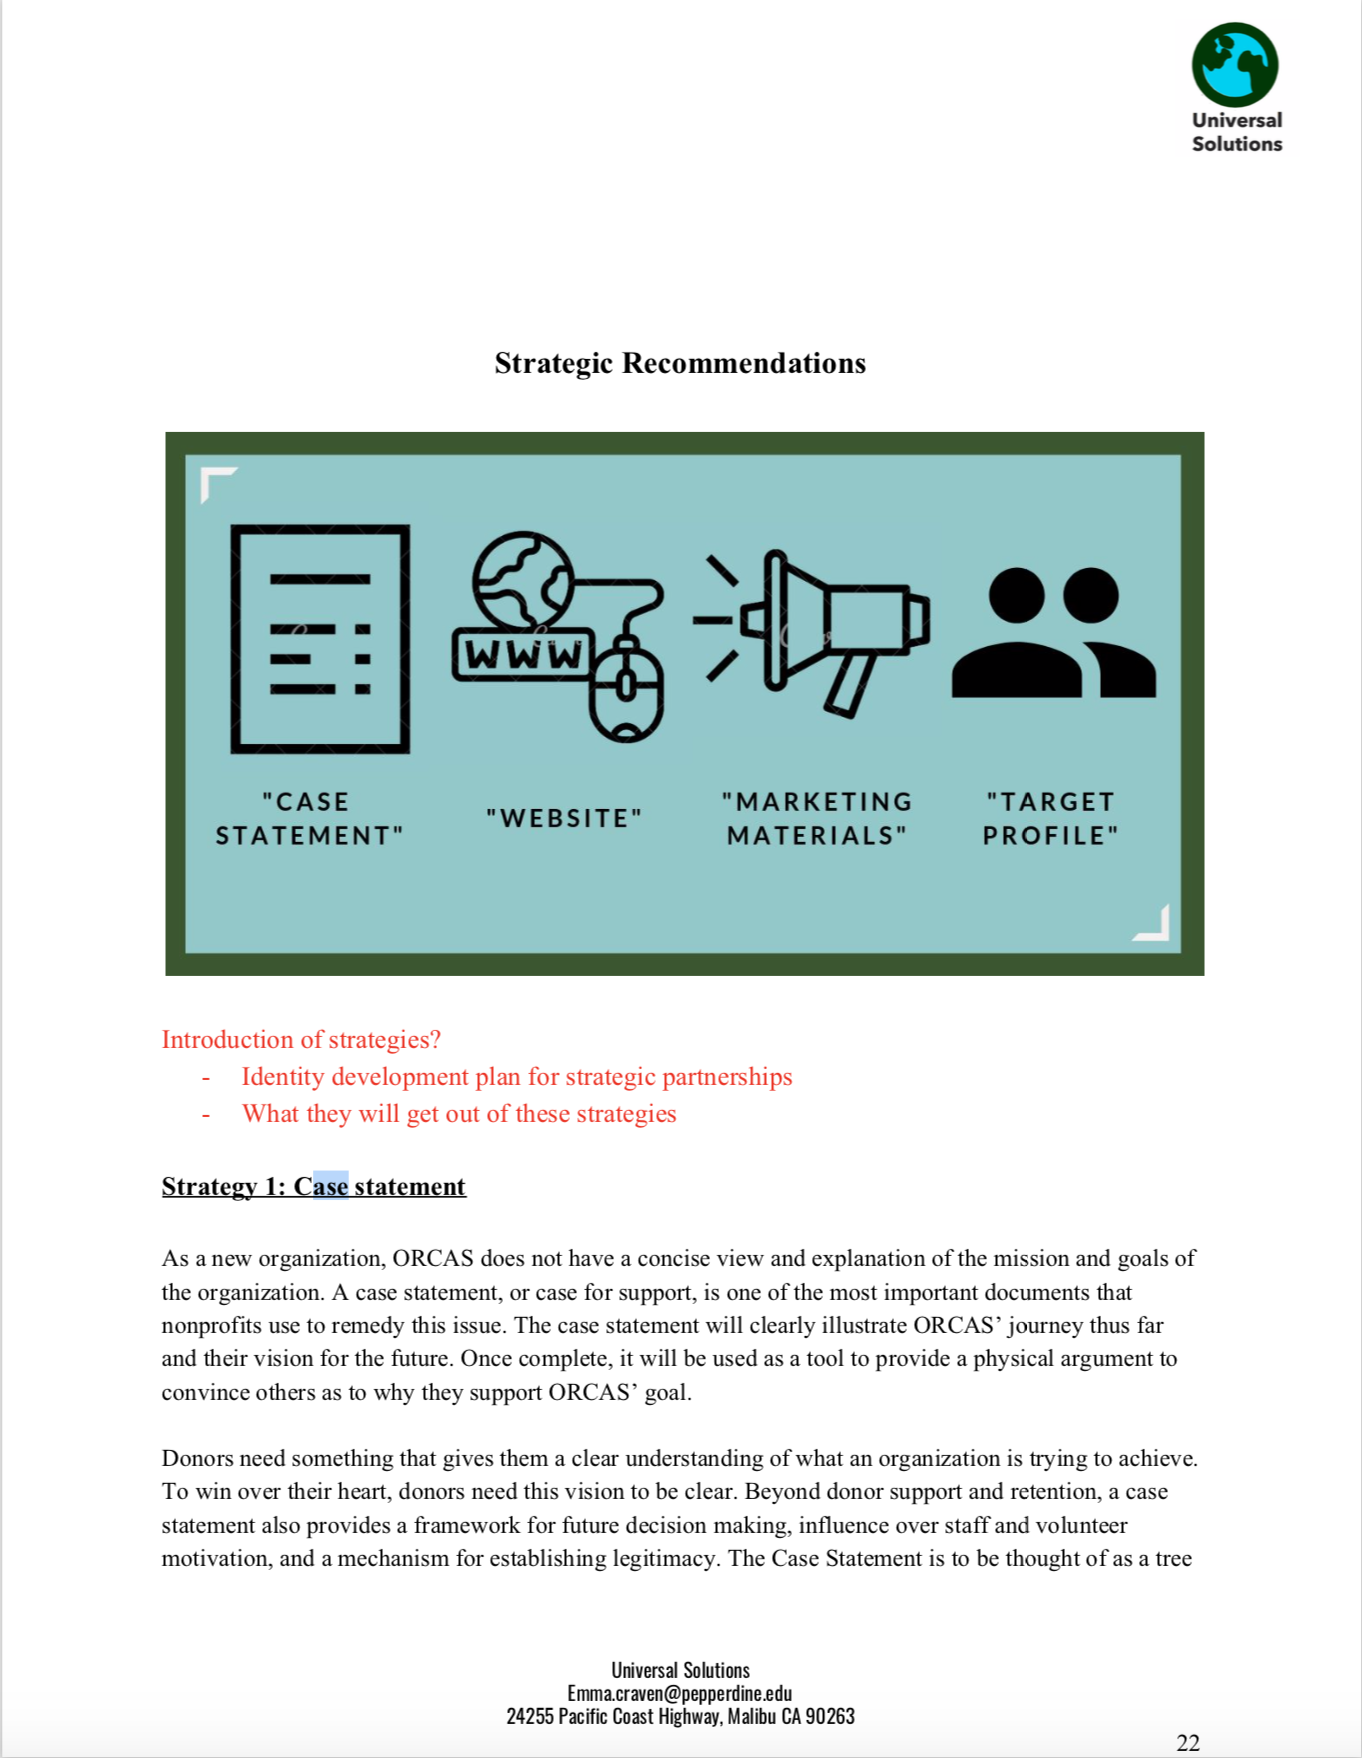 Universal
Solutions
Strategic Recommendations
WWW
"CASE
STATEMENT"
"WEBSITE"
"MARKETING
MATERIALS"
"TARGET
PROFILE"
Introduction of strategies?
- Identity development plan for strategic partnerships
- What they will get out of these strategies
Strategy 1: Case statement
As a new organization, ORCAS does not have a concise view and explanation of the mission and goals of
the organization. A case statement, or case for support, is one of the most important documents that
nonprofits use to remedy this issue. The case statement will clearly illustrate ORCAS’ journey thus far
and their vision for the future. Once complete, it will be used as a tool to provide a physical argument to
convince others as to why they support ORCAS’ goal.
Donors need something that gives them a clear understanding of what an organization is trying to achieve.
To win over their heart, donors need this vision to be clear. Beyond donor support and retention, a case
statement also provides a framework for future decision making, influence over staff and volunteer
motivation, and a mechanism for establishing legitimacy. The Case Statement is to be thought of as a tree
Universal Solutions
Emma.craven@pepperdine.edu
24255 Pacific Coast Highway, Malibu CA 90263
22